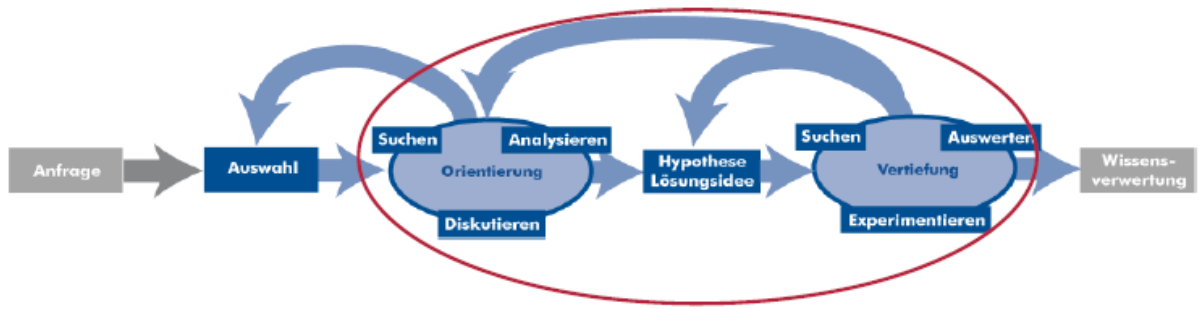 Anfrage
Auswahl
Suchen
Analysieren
Orientierung
Diskutieren
Hypothese
Lösungsidee
Suchen
Auswerten
Vertiefung
Experimentieren
Wissens-
verwertung